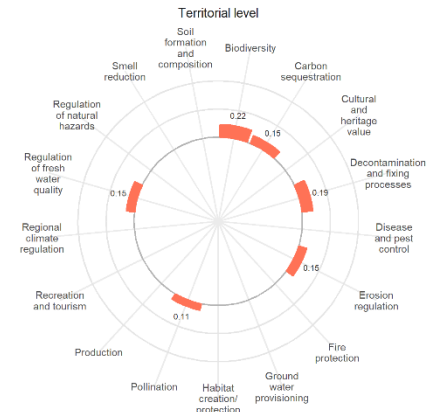 Territorial level
Soil
formation
and
composition
Biodiversity
Carbon
sequestration
Cultural
and
heritage
value
Decontamination
and fixing
processes
Disease
and pest
control
Erosion
regulation
Fire
protection
Ground
water
provisioning
Habitat
creation/
protection
Pollination
Production
Recreation
and tourism
Regional
climate
regulation
Regulation
of fresh
water
quality
Regulation
of natural
hazards
Smell
reduction
0.22
0.15
0.19
0.15
0.11
0.15